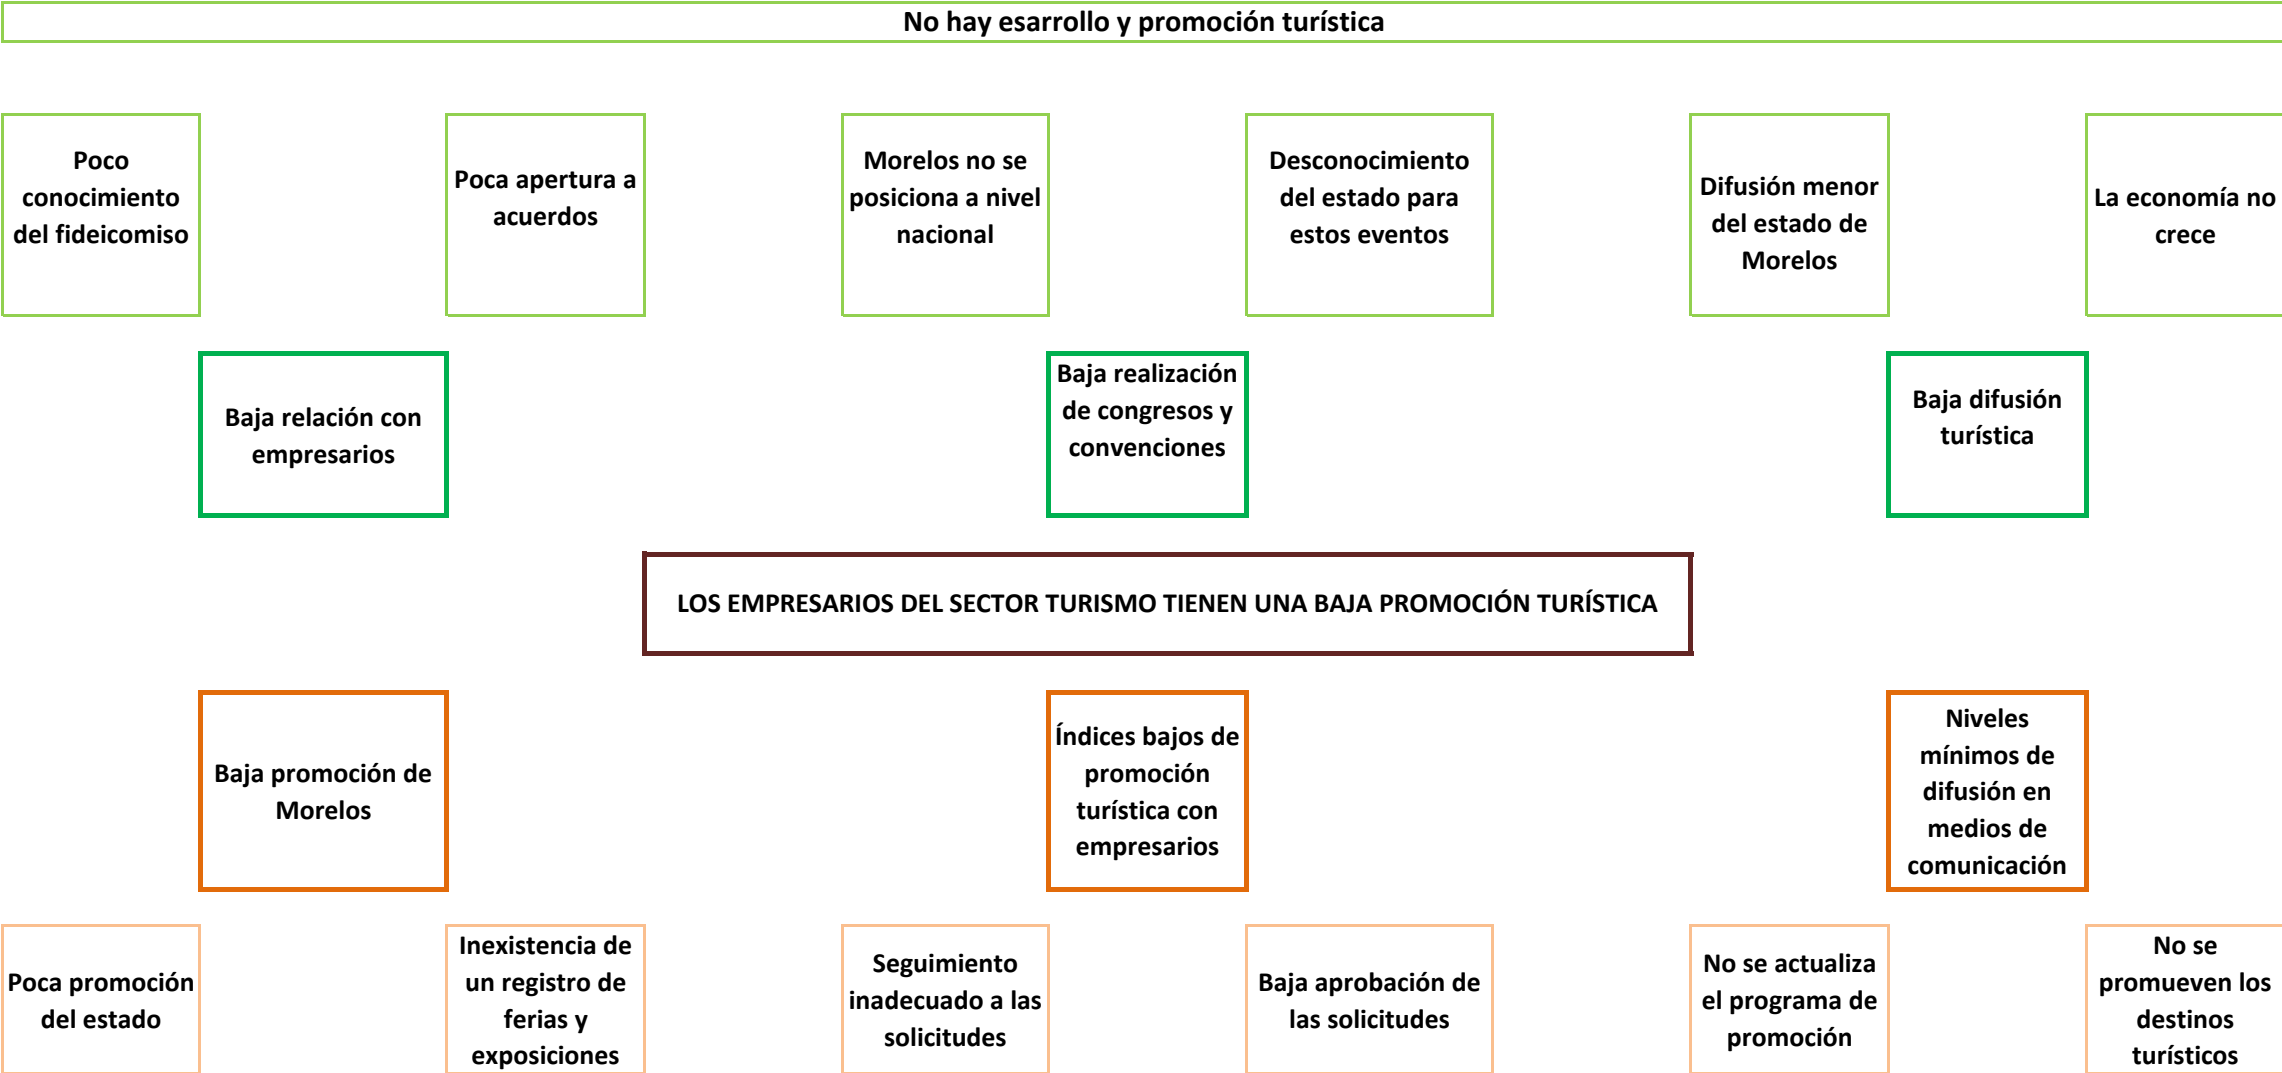 No hay esarrollo y promoción turística
Poco
conocimiento
del fideicomiso
Poca apertura a
acuerdos
Morelos no se
posiciona a nivel
nacional
Desconocimiento
del estado para
estos eventos
Difusión menor
del estado de
Morelos
La economía no
crece
Baja relación con
empresarios
Baja realización
de congresos y
convenciones
Baja difusión
turística
LOS EMPRESARIOS DEL SECTOR TURISMO TIENEN UNA BAJA PROMOCIÓN TURÍSTICA
Baja promoción de
Morelos
Índices bajos de
promoción
turística con
empresarios
Niveles
mínimos de
difusión en
medios de
comunicación
Poca promoción
del estado
Inexistencia de
un registro de
ferias y
exposiciones
Seguimiento
inadecuado a las
solicitudes
Baja aprobación de
las solicitudes
No se actualiza
el programa de
promoción
No se
promueven los
destinos
turísticos